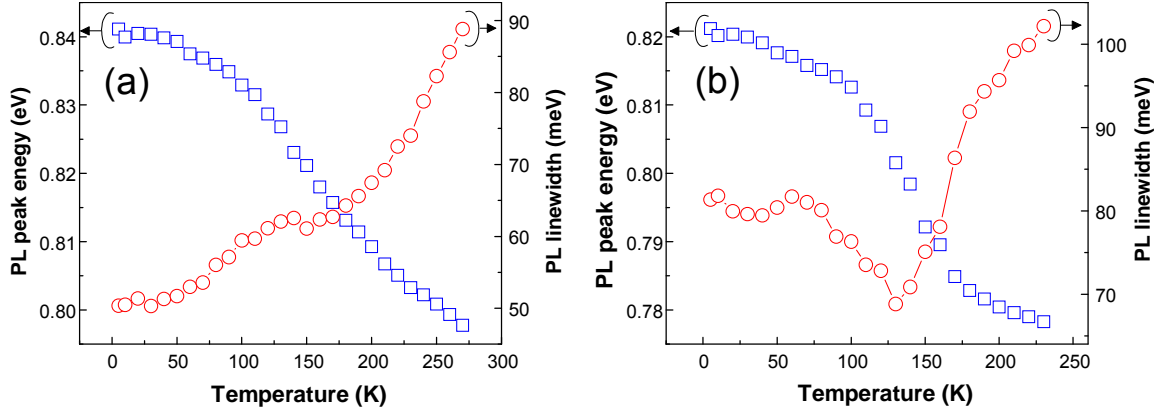 (a)
PL peak energy (eV)
0.84
0.83
0.82
0.81
0.80
90
80
70
60
50
PL linewidth (meV)
0 50 100 150 200 250 300
Temperature (K)
(b)
PL peak energy (eV)
0.82
0.81
0.80
0.79
0.78
100
90
80
70
PL linewidth (meV)
0 50 100 150 200 250
Temperature (K)